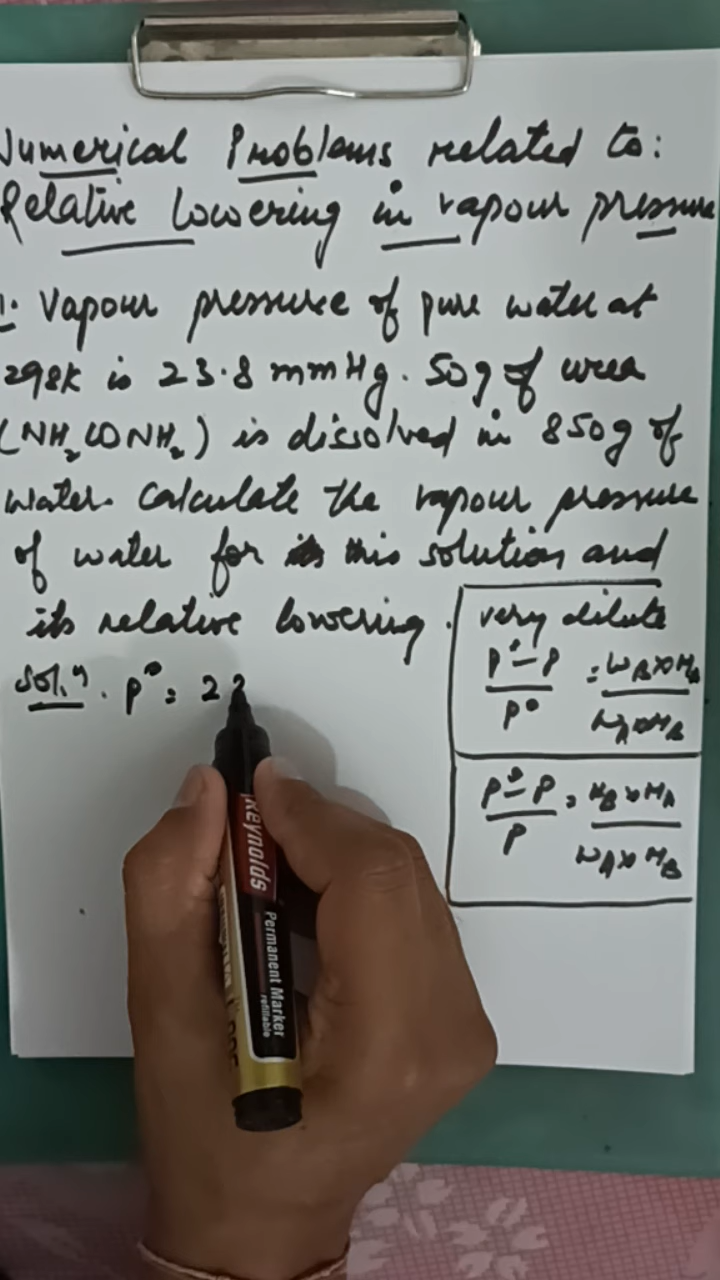 Numerical Problems related to:
Relative Lowering in vapour pressure
1. Vapour pressure of pure water at
298K is 23.8 mmHg. 50g of urea
(NH₂CONH₂) is dissolved in 850g of
water. Calculate the vapour pressure
of water for this solution and
its relative lowering.
very dilute
P°-P / P° = WB×MA / WA×MB
P°-P / P = WB×MA / WA×MB
Solⁿ. P° = 23
Reynolds
Permanent Marker
refillable